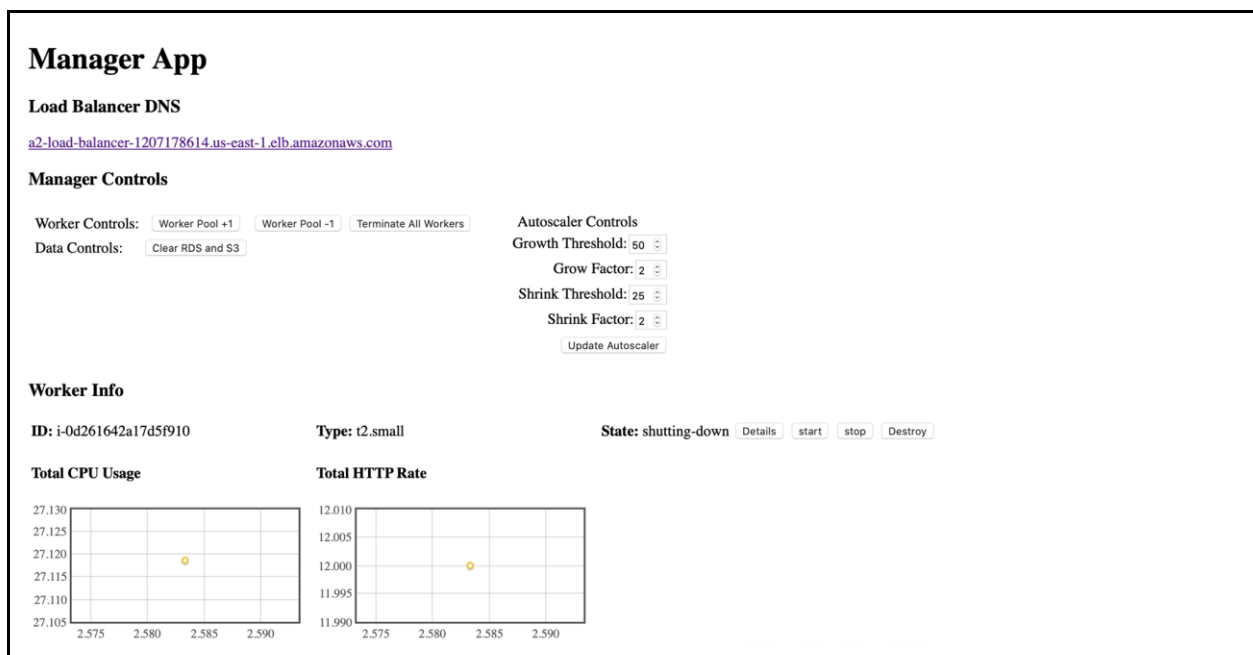 Manager App
Load Balancer DNS
a2-load-balancer-1207178614.us-east-1.elb.amazonaws.com
Manager Controls
Worker Controls: Worker Pool +1 Worker Pool -1 Terminate All Workers
Data Controls: Clear RDS and S3
Autoscaler Controls
Growth Threshold: 50
Grow Factor: 2
Shrink Threshold: 25
Shrink Factor: 2
Update Autoscaler
Worker Info
ID: i-0d261642a17d5f910 Type: t2.small State: shutting-down Details start stop Destroy
Total CPU Usage Total HTTP Rate
27.130
27.125
27.120
27.115
27.110
27.105
2.575 2.580 2.585 2.590
12.010
12.005
12.000
11.995
11.990
2.575 2.580 2.585 2.590